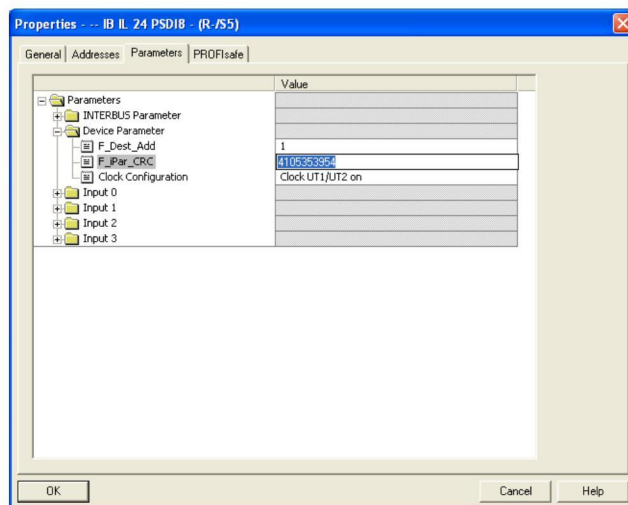 Properties - -- IB IL 24 PSDI8 - (R-/S5)
General Addresses Parameters PROFIsafe
Value
Parameters
INTERBUS Parameter
Device Parameter
F_Dest_Add 1
F_iPar_CRC 4105353954
Clock Configuration Clock UT1/UT2 on
Input 0
Input 1
Input 2
Input 3
OK Cancel Help